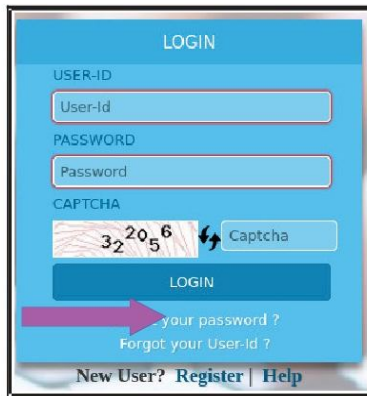 LOGIN
USER-ID
User-Id
PASSWORD
Password
CAPTCHA
322056 Captcha
LOGIN
your password ?
Forgot your User-Id ?
New User? Register | Help